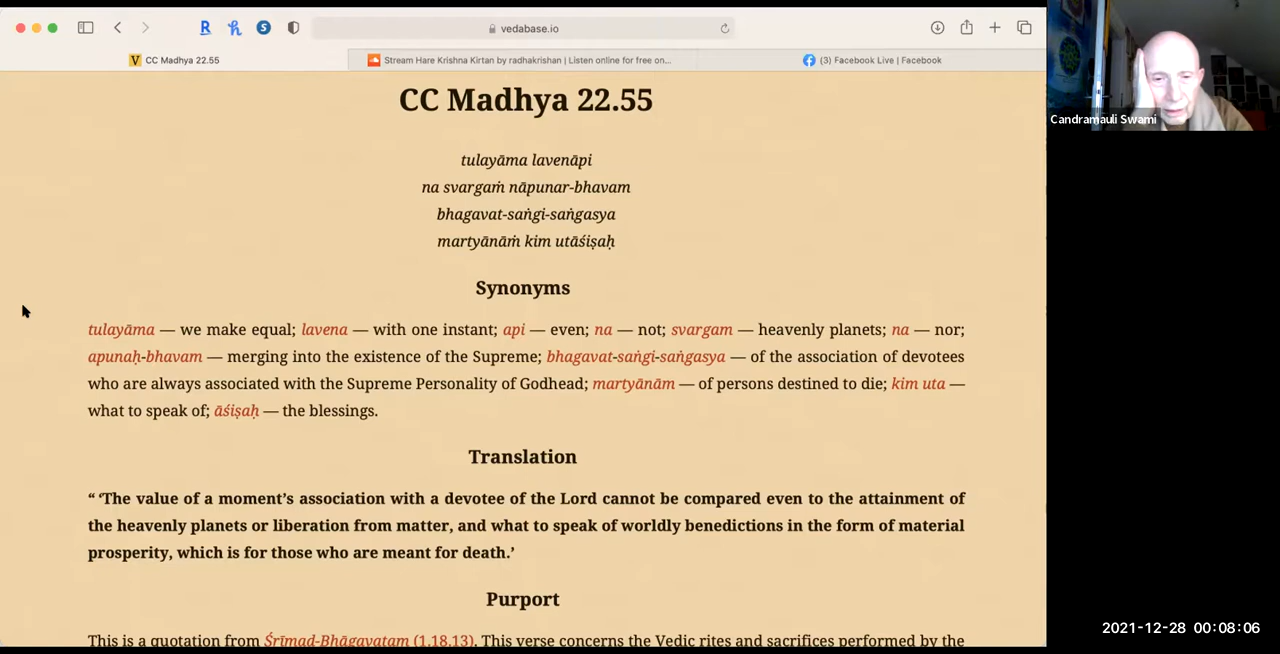 vedabase.io
CC Madhya 22.55
Stream Hare Krishna Kirtan by radhakrishan | Listen online for free on...
(3) Facebook Live | Facebook
Candramauli Swami
CC Madhya 22.55
tulayāma lavenāpi
na svargaṁ nāpunar-bhavam
bhagavat-saṅgi-saṅgasya
martyānāṁ kim utāśiṣaḥ
Synonyms
tulayāma — we make equal; lavena — with one instant; api — even; na — not; svargam — heavenly planets; na — nor;
apunaḥ-bhavam — merging into the existence of the Supreme; bhagavat-saṅgi-saṅgasya — of the association of devotees
who are always associated with the Supreme Personality of Godhead; martyānām — of persons destined to die; kim uta —
what to speak of; āśiṣaḥ — the blessings.
Translation
“ ‘The value of a moment’s association with a devotee of the Lord cannot be compared even to the attainment of
the heavenly planets or liberation from matter, and what to speak of worldly benedictions in the form of material
prosperity, which is for those who are meant for death.’
Purport
This is a quotation from Śrīmad-Bhāgavatam (1.18.13). This verse concerns the Vedic rites and sacrifices performed by the
2021-12-28 00:08:06